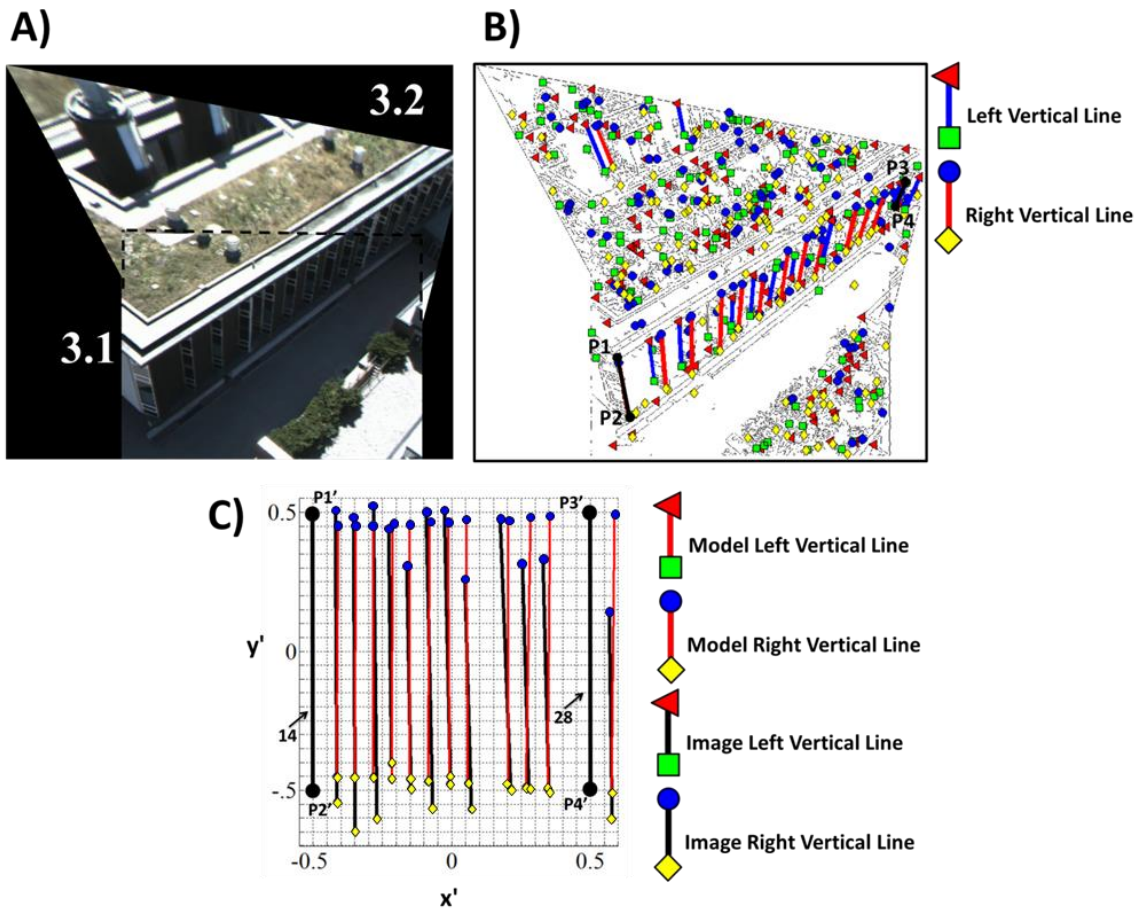 A)
3.2
3.1
B)
P3
P4
P1
P2
Left Vertical Line
Right Vertical Line
C)
0.5
P1'
P3'
y'
0
28
14
-.5
P2'
P4'
-0.5
0
0.5
x'
Model Left Vertical Line
Model Right Vertical Line
Image Left Vertical Line
Image Right Vertical Line